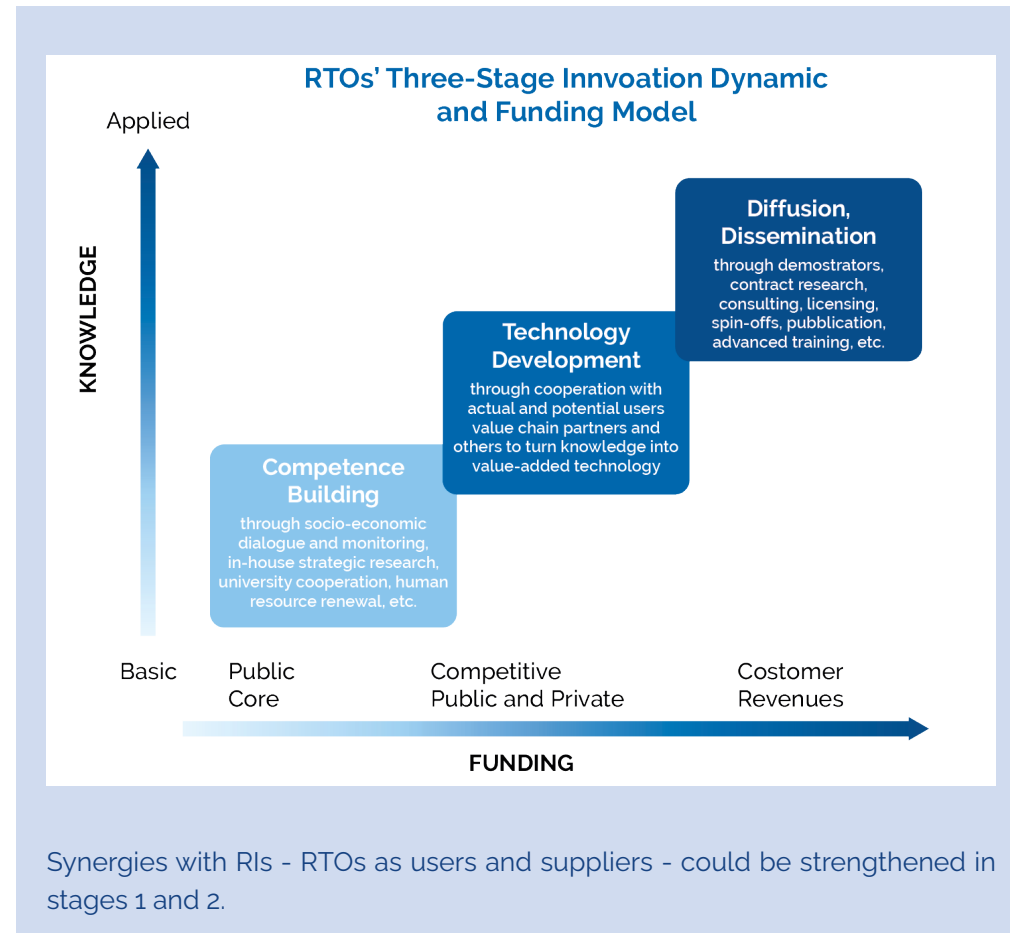 RTOs’ Three-Stage Innvoation Dynamic
and Funding Model
Applied
KNOWLEDGE
Diffusion,
Dissemination
through demostrators,
contract research,
consulting, licensing,
spin-offs, pubblication,
advanced training, etc.
Technology
Development
through cooperation with
actual and potential users
value chain partners and
others to turn knowledge into
value-added technology
Competence
Building
through socio-economic
dialogue and monitoring,
in-house strategic research,
university cooperation, human
resource renewal, etc.
Basic
Public
Core
Competitive
Public and Private
Costomer
Revenues
FUNDING
Synergies with RIs - RTOs as users and suppliers - could be strengthened in
stages 1 and 2.